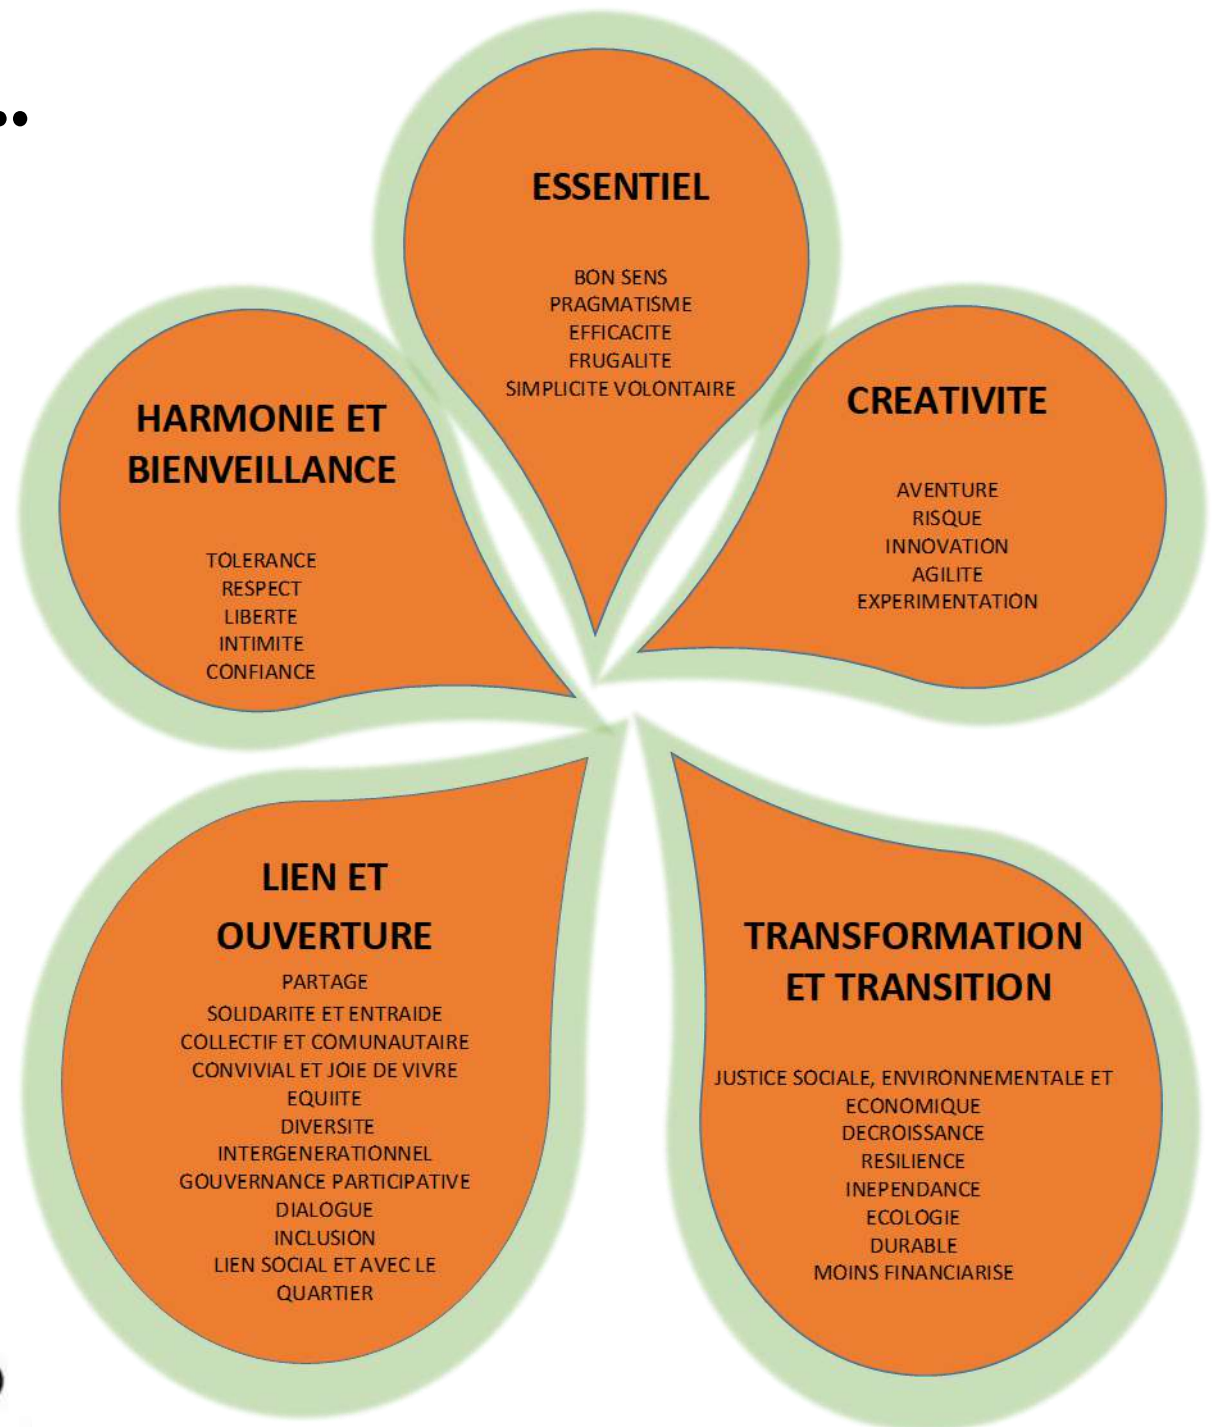 ESSENTIEL
BON SENS
PRAGMATISME
EFFICACITE
FRUGALITE
SIMPLICITE VOLONTAIRE
HARMONIE ET
BIENVEILLANCE
TOLERANCE
RESPECT
LIBERTE
INTIMITE
CONFIANCE
CREATIVITE
AVENTURE
RISQUE
INNOVATION
AGILITE
EXPERIMENTATION
LIEN ET
OUVERTURE
PARTAGE
SOLIDARITE ET ENTRAIDE
COLLECTIF ET COMUNAUTAIRE
CONVIVIAL ET JOIE DE VIVRE
EQUIITE
DIVERSITE
INTERGENERATIONNEL
GOUVERNANCE PARTICIPATIVE
DIALOGUE
INCLUSION
LIEN SOCIAL ET AVEC LE
QUARTIER
TRANSFORMATION
ET TRANSITION
JUSTICE SOCIALE, ENVIRONNEMENTALE ET
ECONOMIQUE
DECROISSANCE
RESILIENCE
INEPENDANCE
ECOLOGIE
DURABLE
MOINS FINANCIARISE